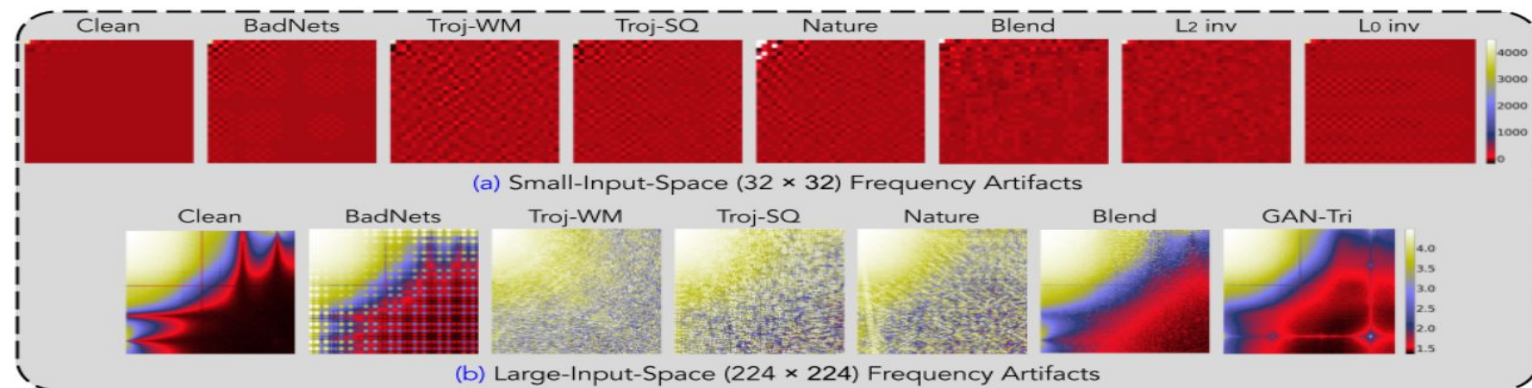 Clean BadNets Troj-WM Troj-SQ Nature Blend L2 inv L0 inv
4000
3000
2000
1000
0
(a) Small-Input-Space (32 × 32) Frequency Artifacts
Clean BadNets Troj-WM Troj-SQ Nature Blend GAN-Tri
4.0
3.5
3.0
2.5
2.0
1.5
(b) Large-Input-Space (224 × 224) Frequency Artifacts